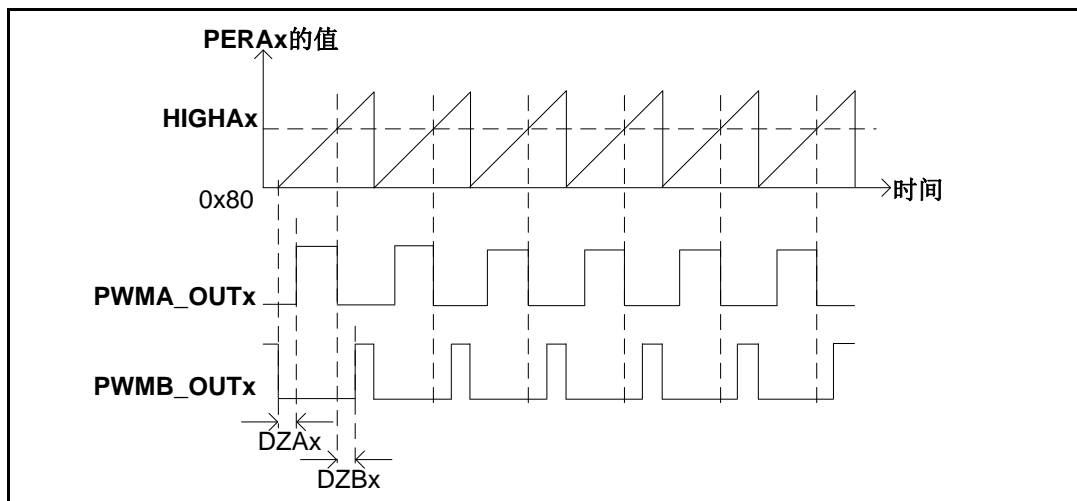 PERAx的值
HIGHAx
0x80
时间
PWMA_OUTx
PWMB_OUTx
DZAx
DZBx